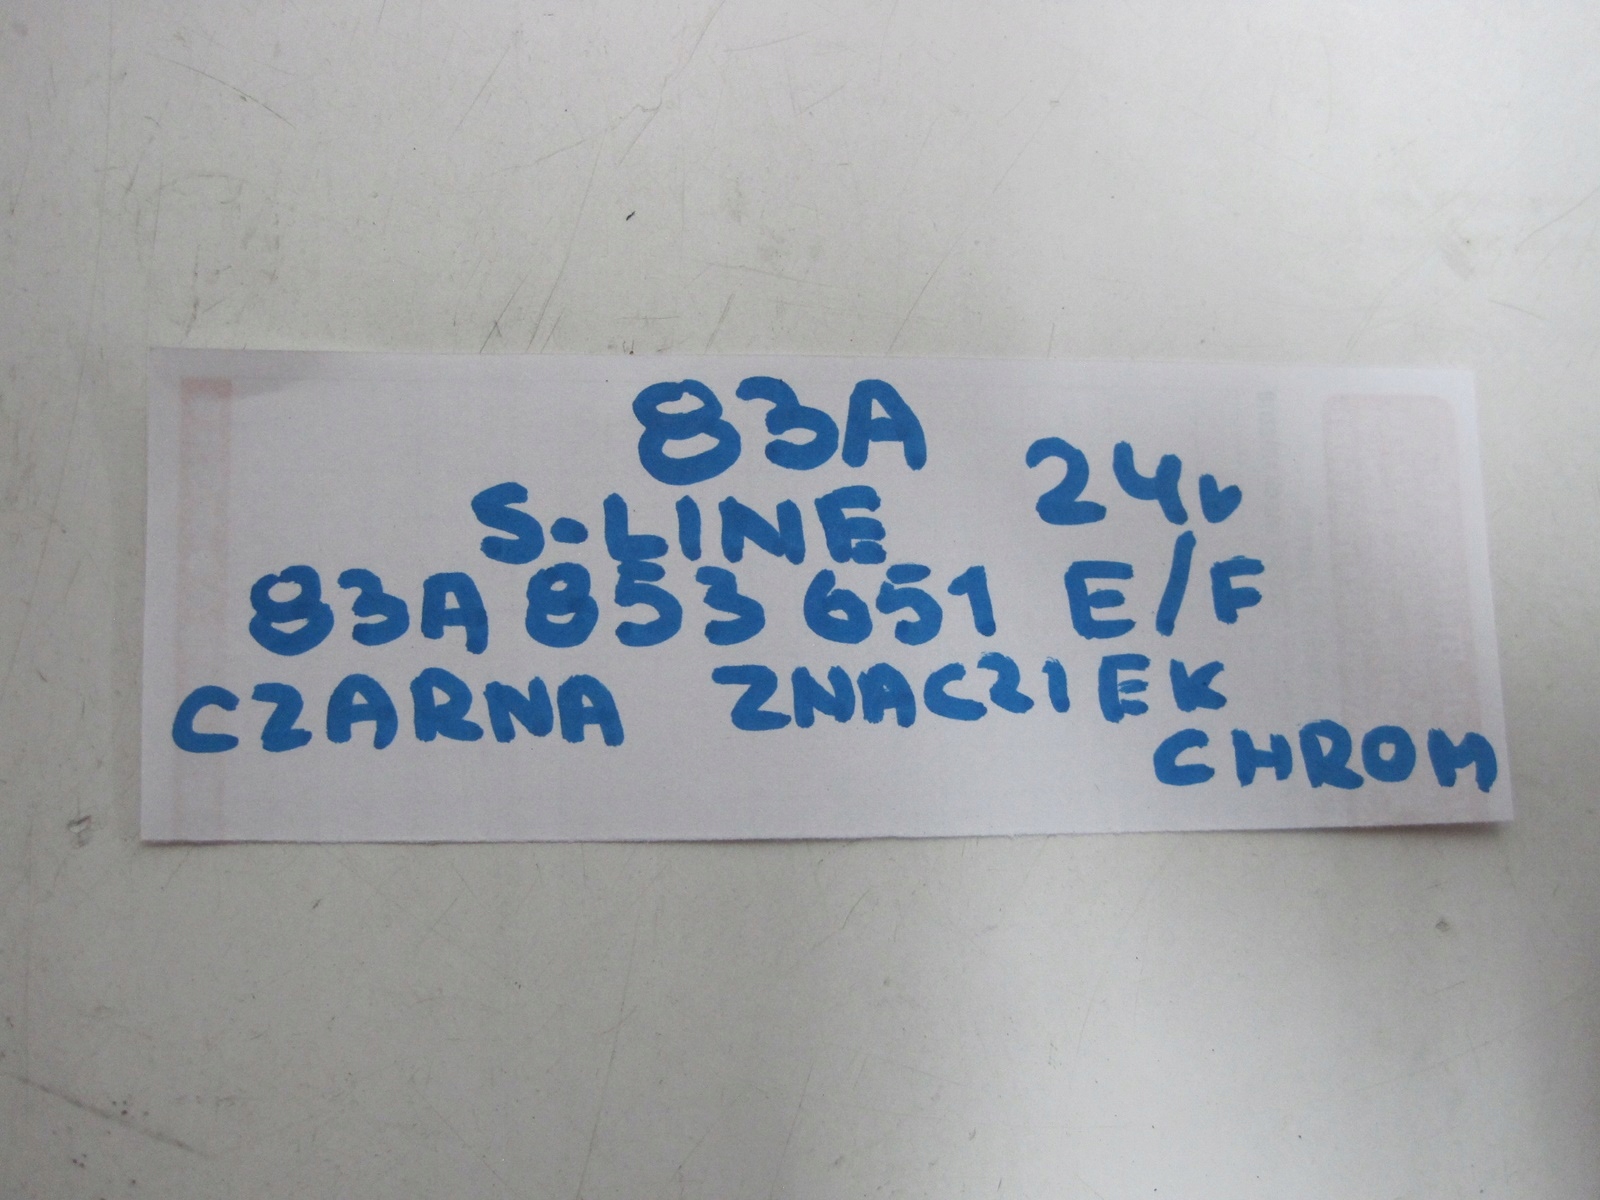 83A
S-LINE 24v
83A 853 651 E/F
CZARNA ZNACZIEK
CHROM